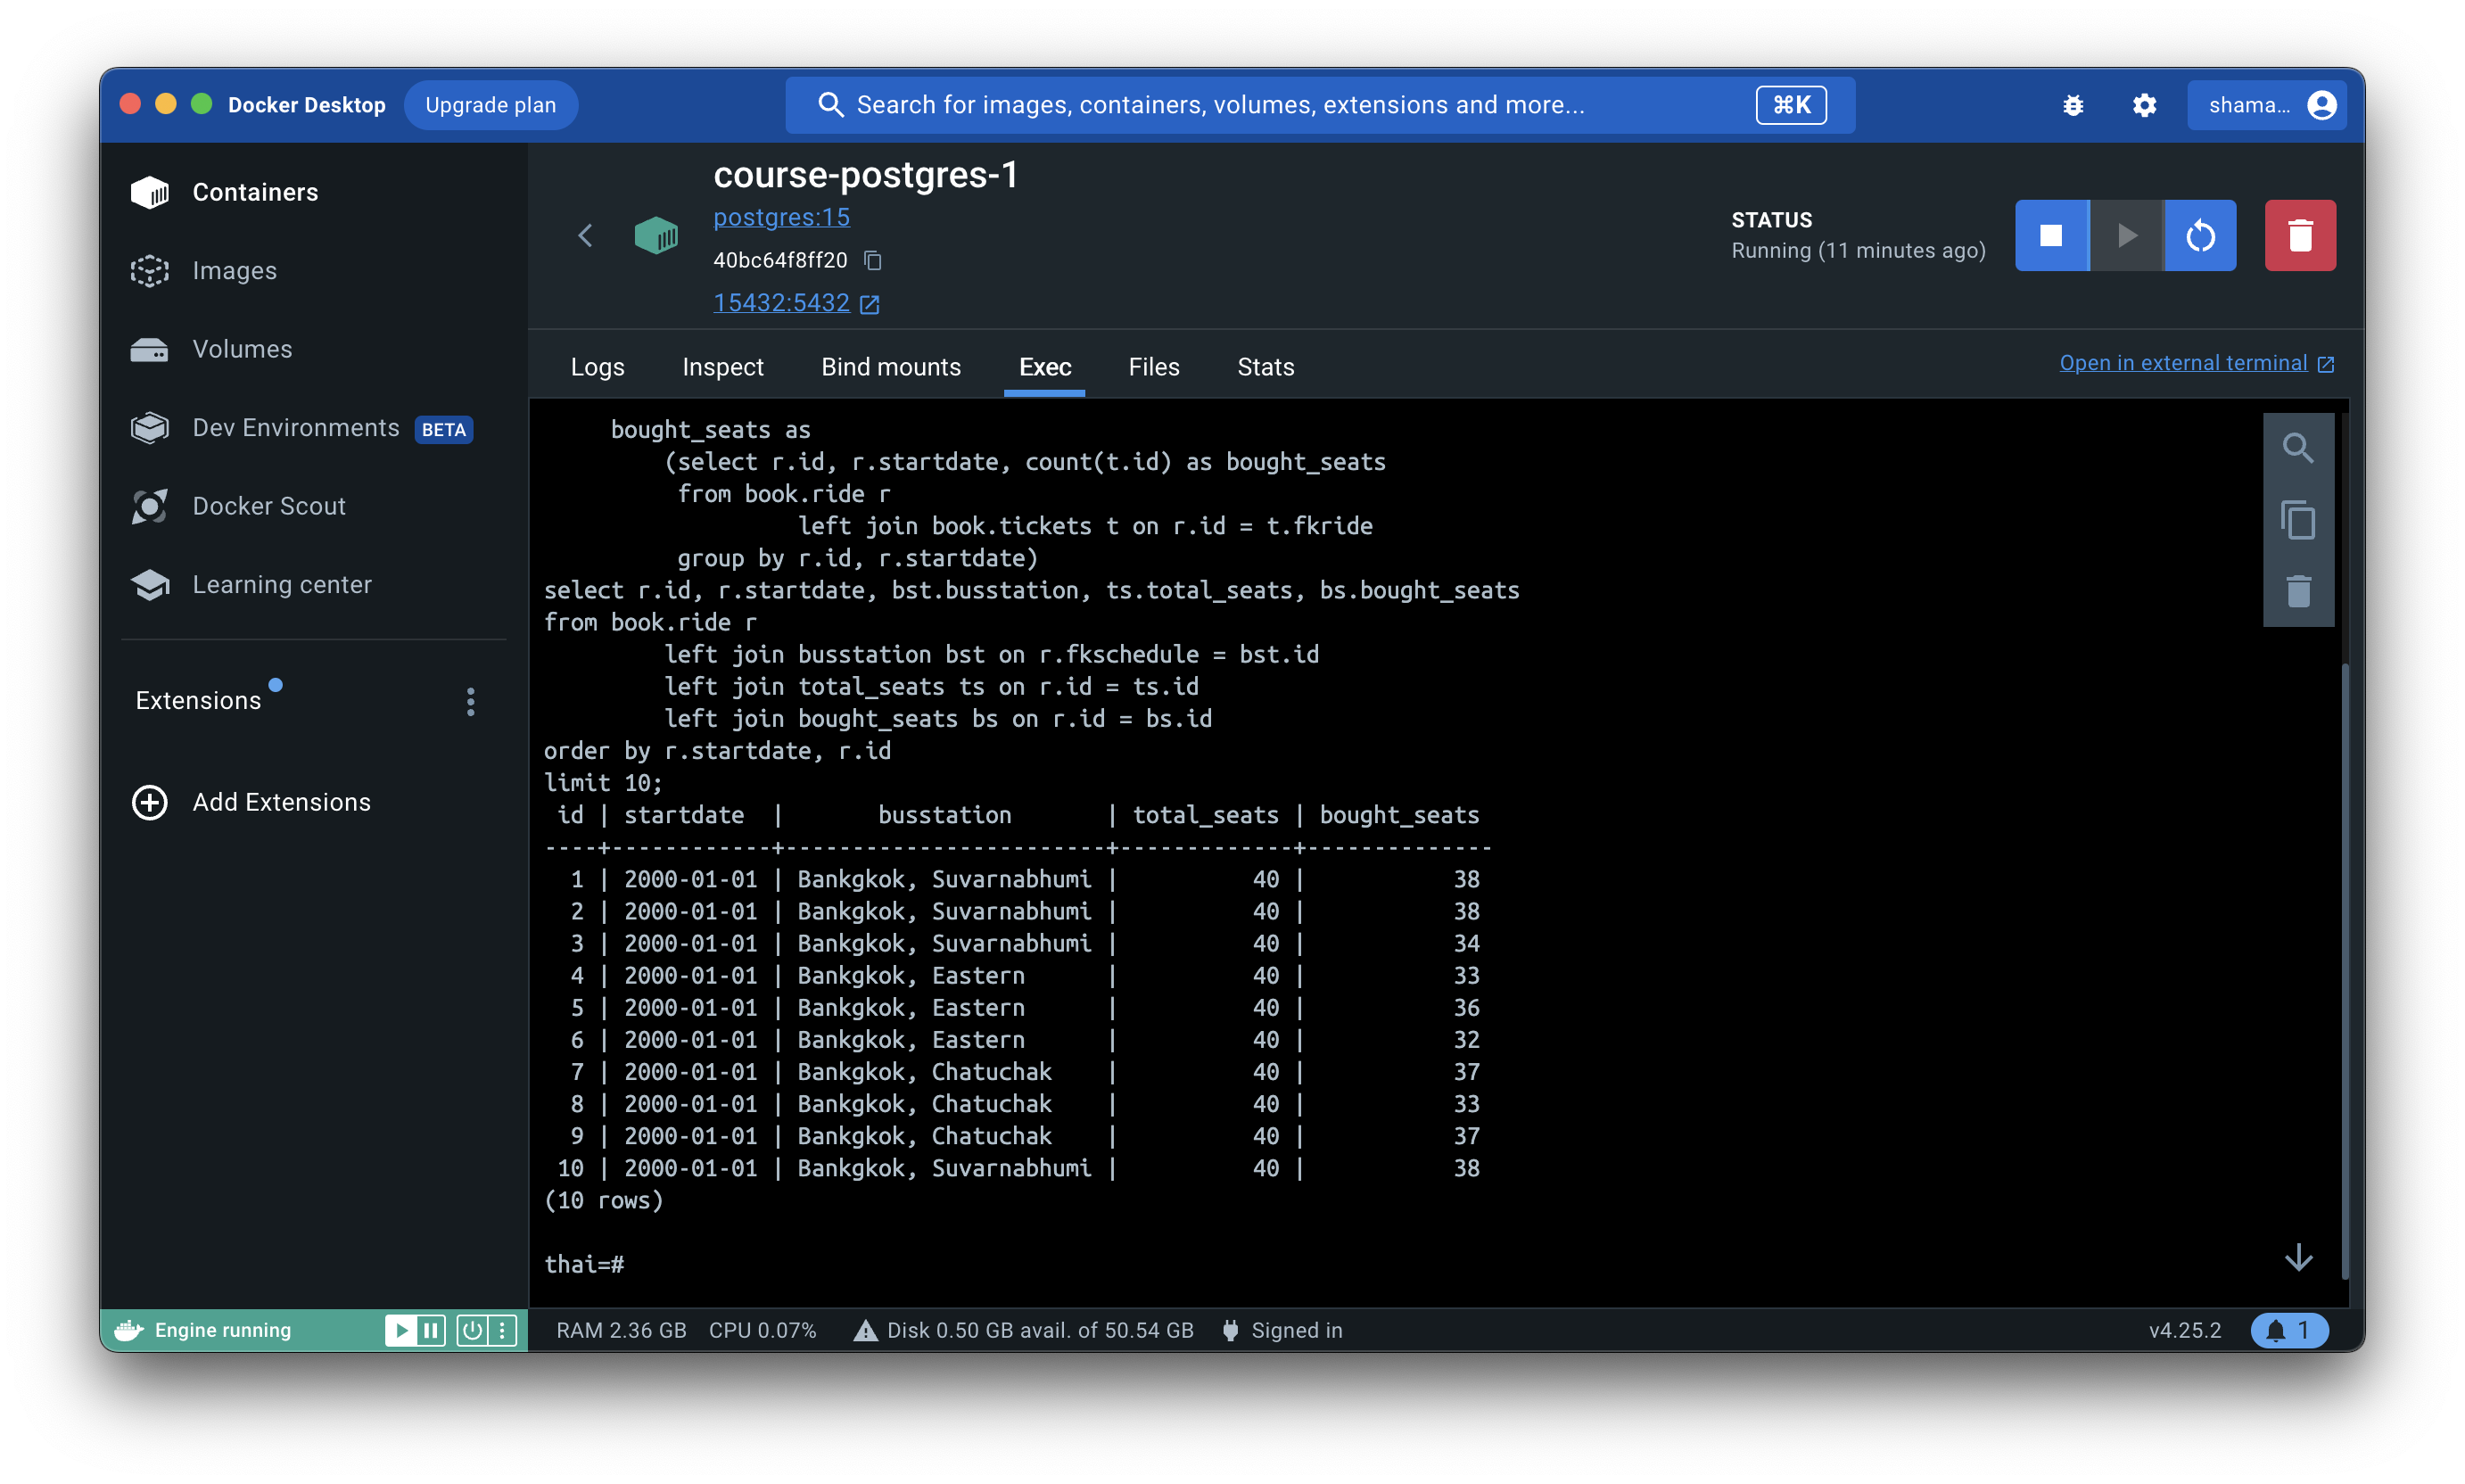 Docker Desktop
Upgrade plan
Search for images, containers, volumes, extensions and more...
⌘K
shama...
Containers
Images
Volumes
Dev Environments BETA
Docker Scout
Learning center
Extensions
Add Extensions
course-postgres-1
postgres:15
40bc64f8ff20
15432:5432
STATUS
Running (11 minutes ago)
Logs Inspect Bind mounts Exec Files Stats
Open in external terminal
     bought_seats as
         (select r.id, r.startdate, count(t.id) as bought_seats
          from book.ride r
                   left join book.tickets t on r.id = t.fkride
          group by r.id, r.startdate)
select r.id, r.startdate, bst.busstation, ts.total_seats, bs.bought_seats
from book.ride r
         left join busstation bst on r.fkschedule = bst.id
         left join total_seats ts on r.id = ts.id
         left join bought_seats bs on r.id = bs.id
order by r.startdate, r.id
limit 10;
 id | startdate  |       busstation       | total_seats | bought_seats
----+------------+------------------------+-------------+--------------
  1 | 2000-01-01 | Bankgkok, Suvarnabhumi |          40 |           38
  2 | 2000-01-01 | Bankgkok, Suvarnabhumi |          40 |           38
  3 | 2000-01-01 | Bankgkok, Suvarnabhumi |          40 |           34
  4 | 2000-01-01 | Bankgkok, Eastern      |          40 |           33
  5 | 2000-01-01 | Bankgkok, Eastern      |          40 |           36
  6 | 2000-01-01 | Bankgkok, Eastern      |          40 |           32
  7 | 2000-01-01 | Bankgkok, Chatuchak    |          40 |           37
  8 | 2000-01-01 | Bankgkok, Chatuchak    |          40 |           33
  9 | 2000-01-01 | Bankgkok, Chatuchak    |          40 |           37
 10 | 2000-01-01 | Bankgkok, Suvarnabhumi |          40 |           38
(10 rows)
thai=#
Engine running
RAM 2.36 GB CPU 0.07% Disk 0.50 GB avail. of 50.54 GB Signed in
v4.25.2
1